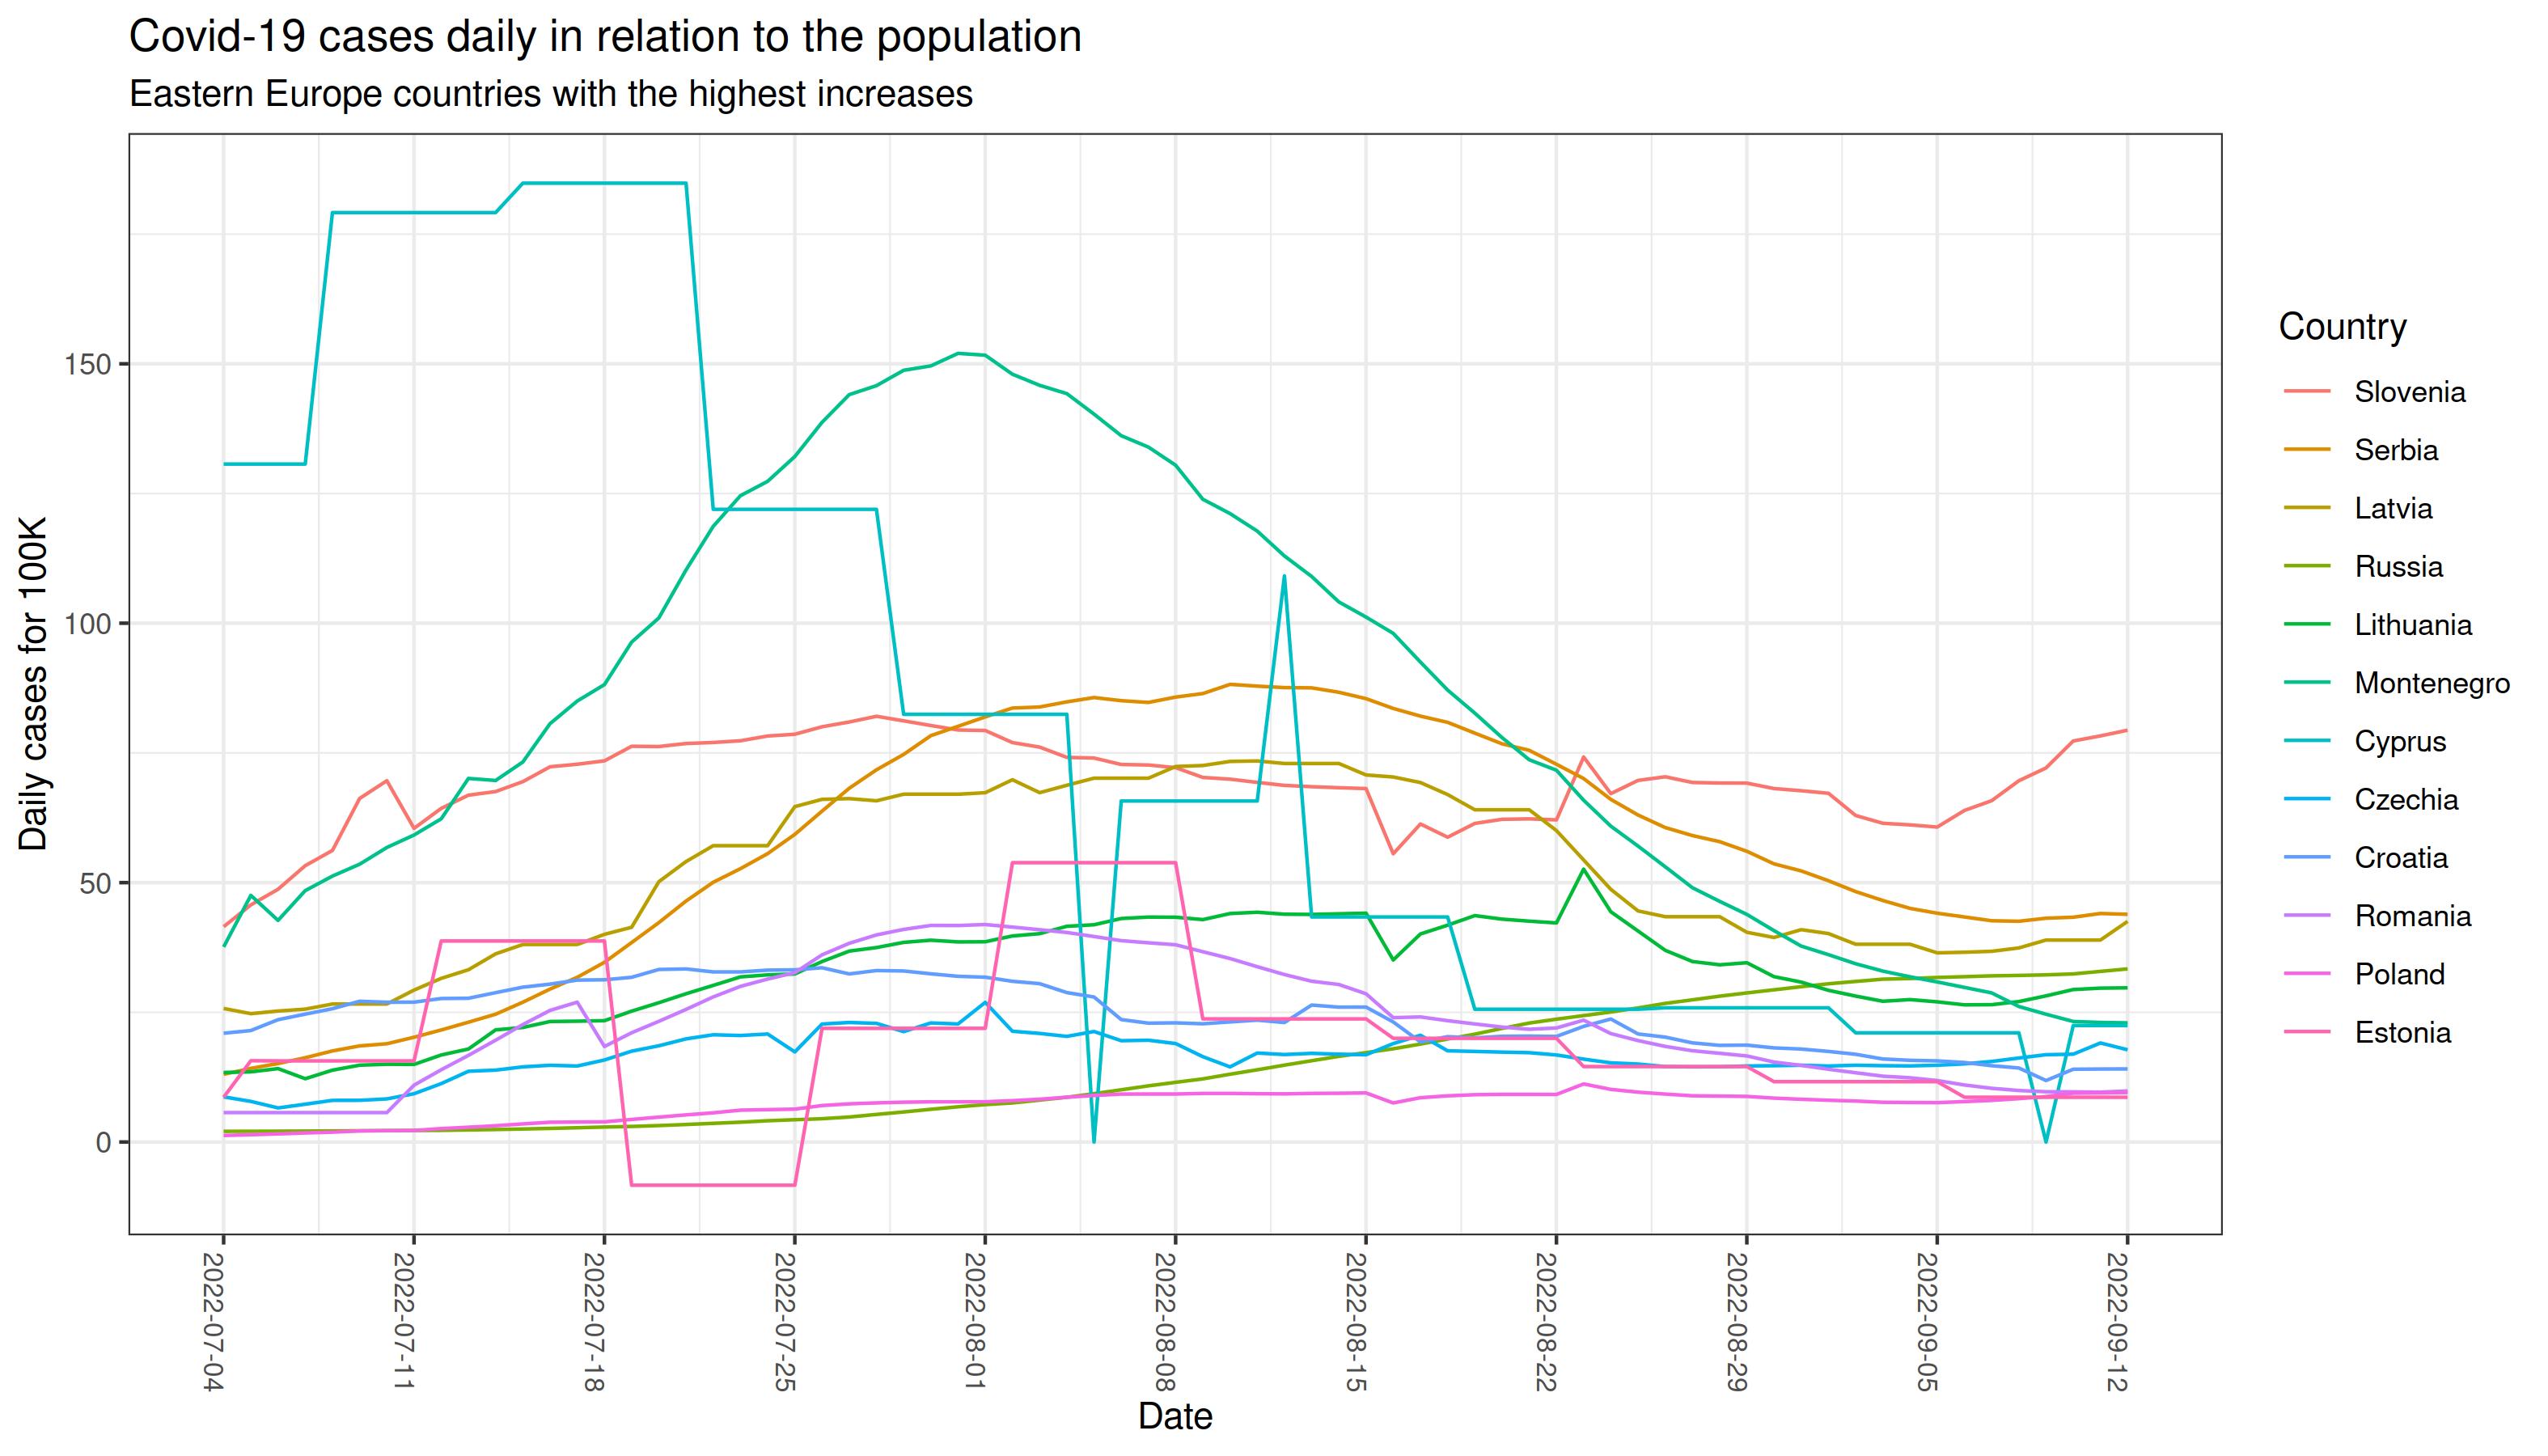 Covid-19 cases daily in relation to the population
Eastern Europe countries with the highest increases
Daily cases for 100K
150
100
50
0
2022-07-04
2022-07-11
2022-07-18
2022-07-25
2022-08-01
2022-08-08
2022-08-15
2022-08-22
2022-08-29
2022-09-05
2022-09-12
Date
Country
Slovenia
Serbia
Latvia
Russia
Lithuania
Montenegro
Cyprus
Czechia
Croatia
Romania
Poland
Estonia